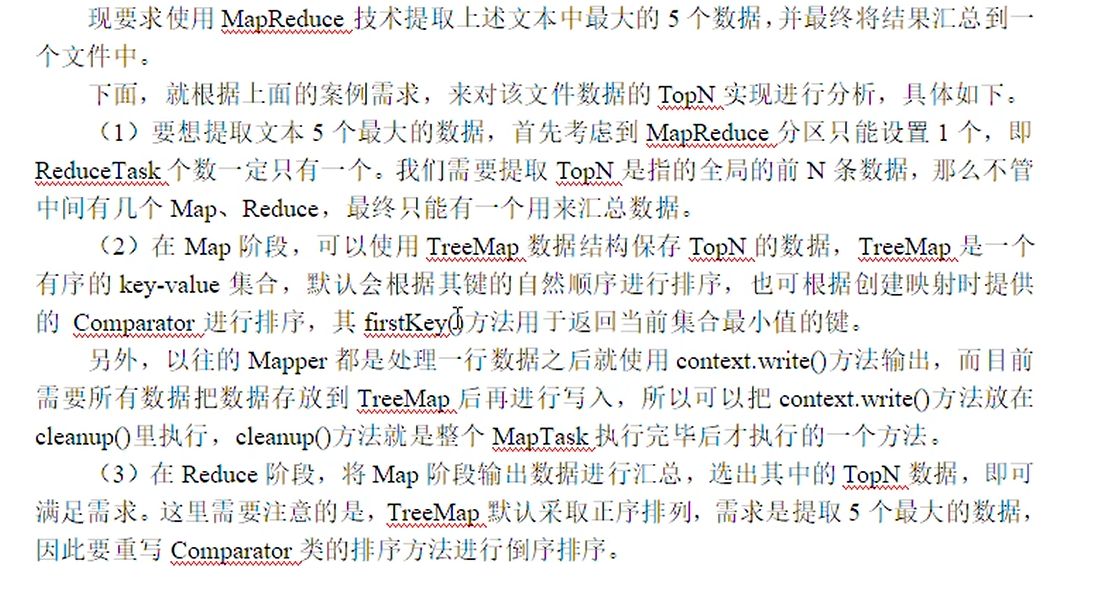 现要求使用 MapReduce 技术提取上述文本中最大的 5 个数据，并最终将结果汇总到一
个文件中。
下面，就根据上面的案例需求，来对该文件数据的 TopN 实现进行分析，具体如下。
（1）要想提取文本 5 个最大的数据，首先考虑到 MapReduce 分区只能设置 1 个，即
ReduceTask 个数一定只有一个。我们需要提取 TopN 是指的全局的前 N 条数据，那么不管
中间有几个 Map、Reduce，最终只能有一个用来汇总数据。
（2）在 Map 阶段，可以使用 TreeMap 数据结构保存 TopN 的数据，TreeMap 是一个
有序的 key-value 集合，默认会根据其键的自然顺序进行排序，也可根据创建映射时提供
的 Comparator 进行排序，其 firstKey()方法用于返回当前集合最小值的键。
另外，以往的 Mapper 都是处理一行数据之后就使用 context.write()方法输出，而目前
需要所有数据把数据存放到 TreeMap 后再进行写入，所以可以把 context.write()方法放在
cleanup()里执行，cleanup()方法就是整个 MapTask 执行完毕后才执行的一个方法。
（3）在 Reduce 阶段，将 Map 阶段输出数据进行汇总，选出其中的 TopN 数据，即可
满足需求。这里需要注意的是，TreeMap 默认采取正序排列，需求是提取 5 个最大的数据，
因此要重写 Comparator 类的排序方法进行倒序排序。